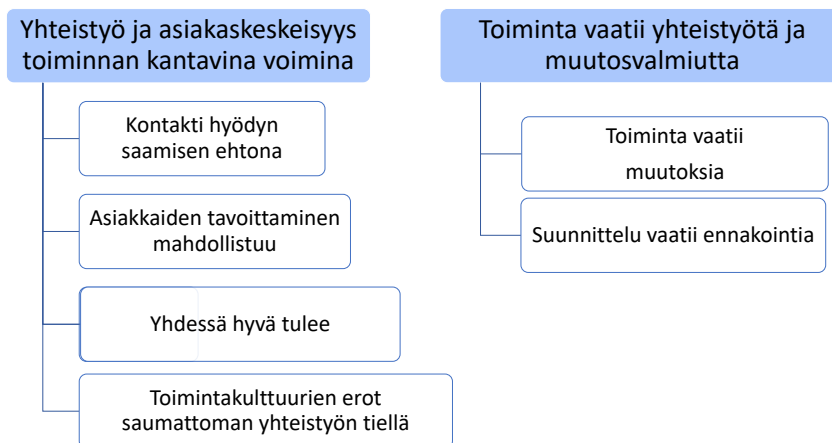 Yhteistyö ja asiakaskeskeisyys
toiminnan kantavina voimina
Kontakti hyödyn
saamisen ehtona
Asiakkaiden tavoittaminen
mahdollistuu
Yhdessä hyvä tulee
Toimintakulttuurien erot
saumattoman yhteistyön tiellä
Toiminta vaatii yhteistyötä ja
muutosvalmiutta
Toiminta vaatii
muutoksia
Suunnittelu vaatii ennakointia